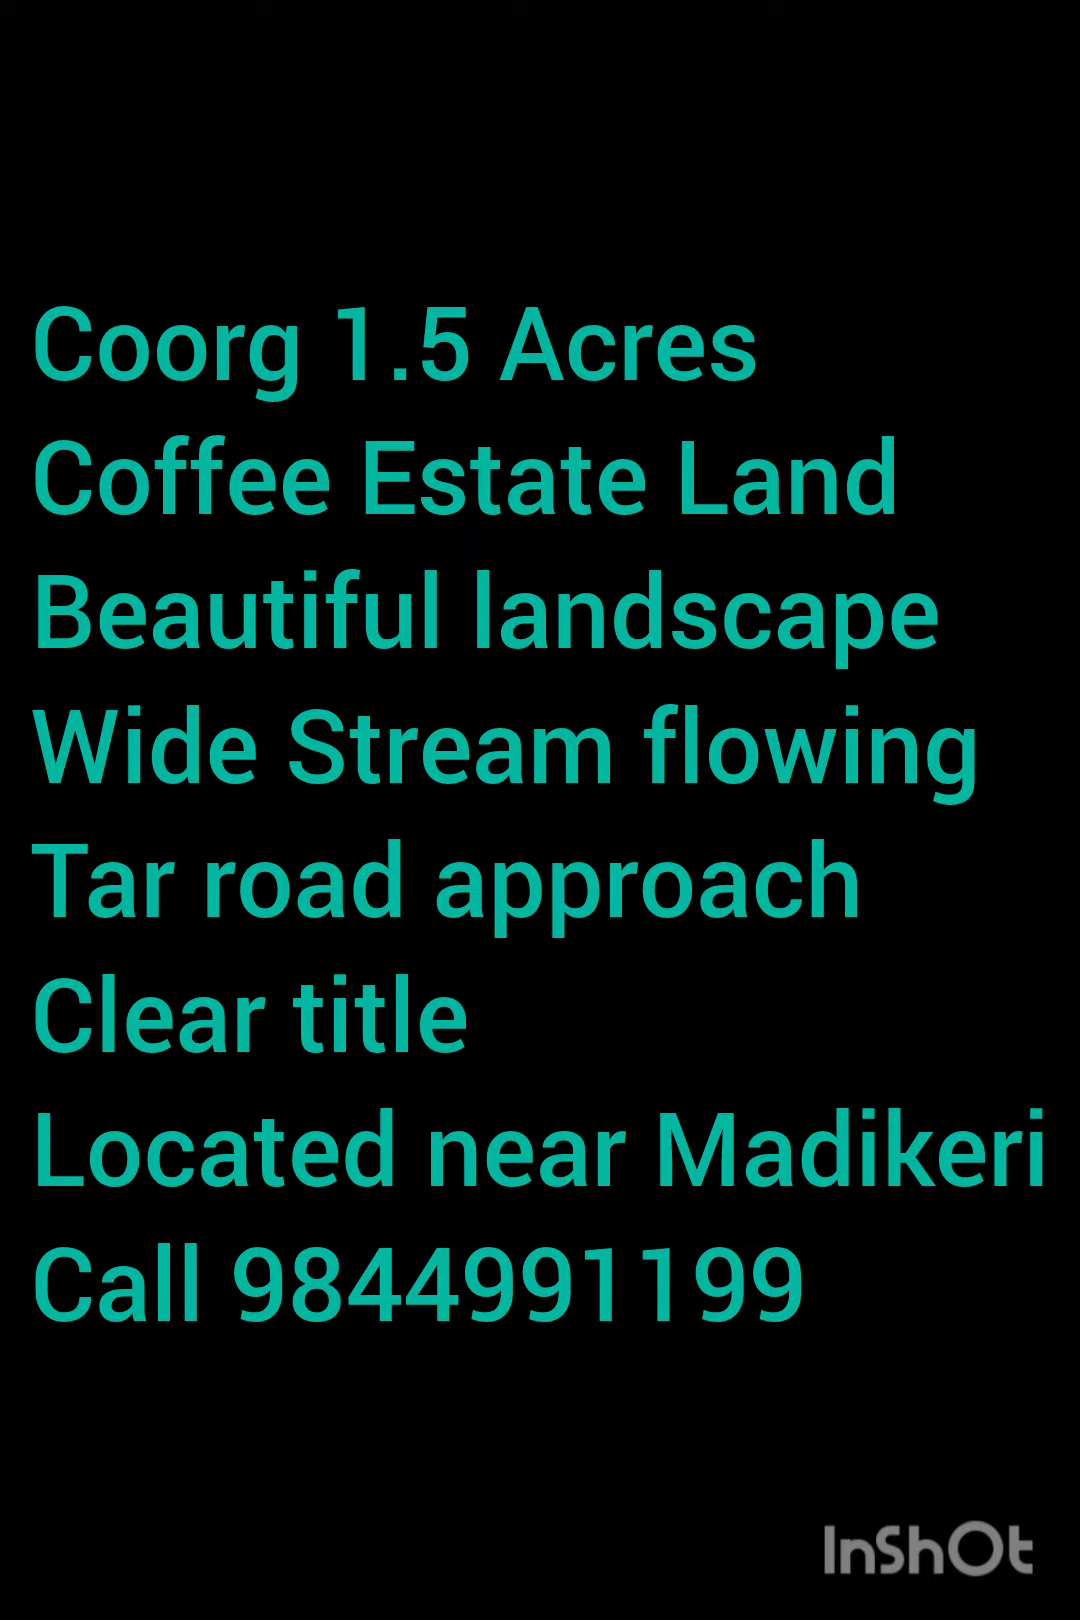 Coorg 1.5 Acres
Coffee Estate Land
Beautiful landscape
Wide Stream flowing
Tar road approach
Clear title
Located near Madikeri
Call 9844991199
InShOt